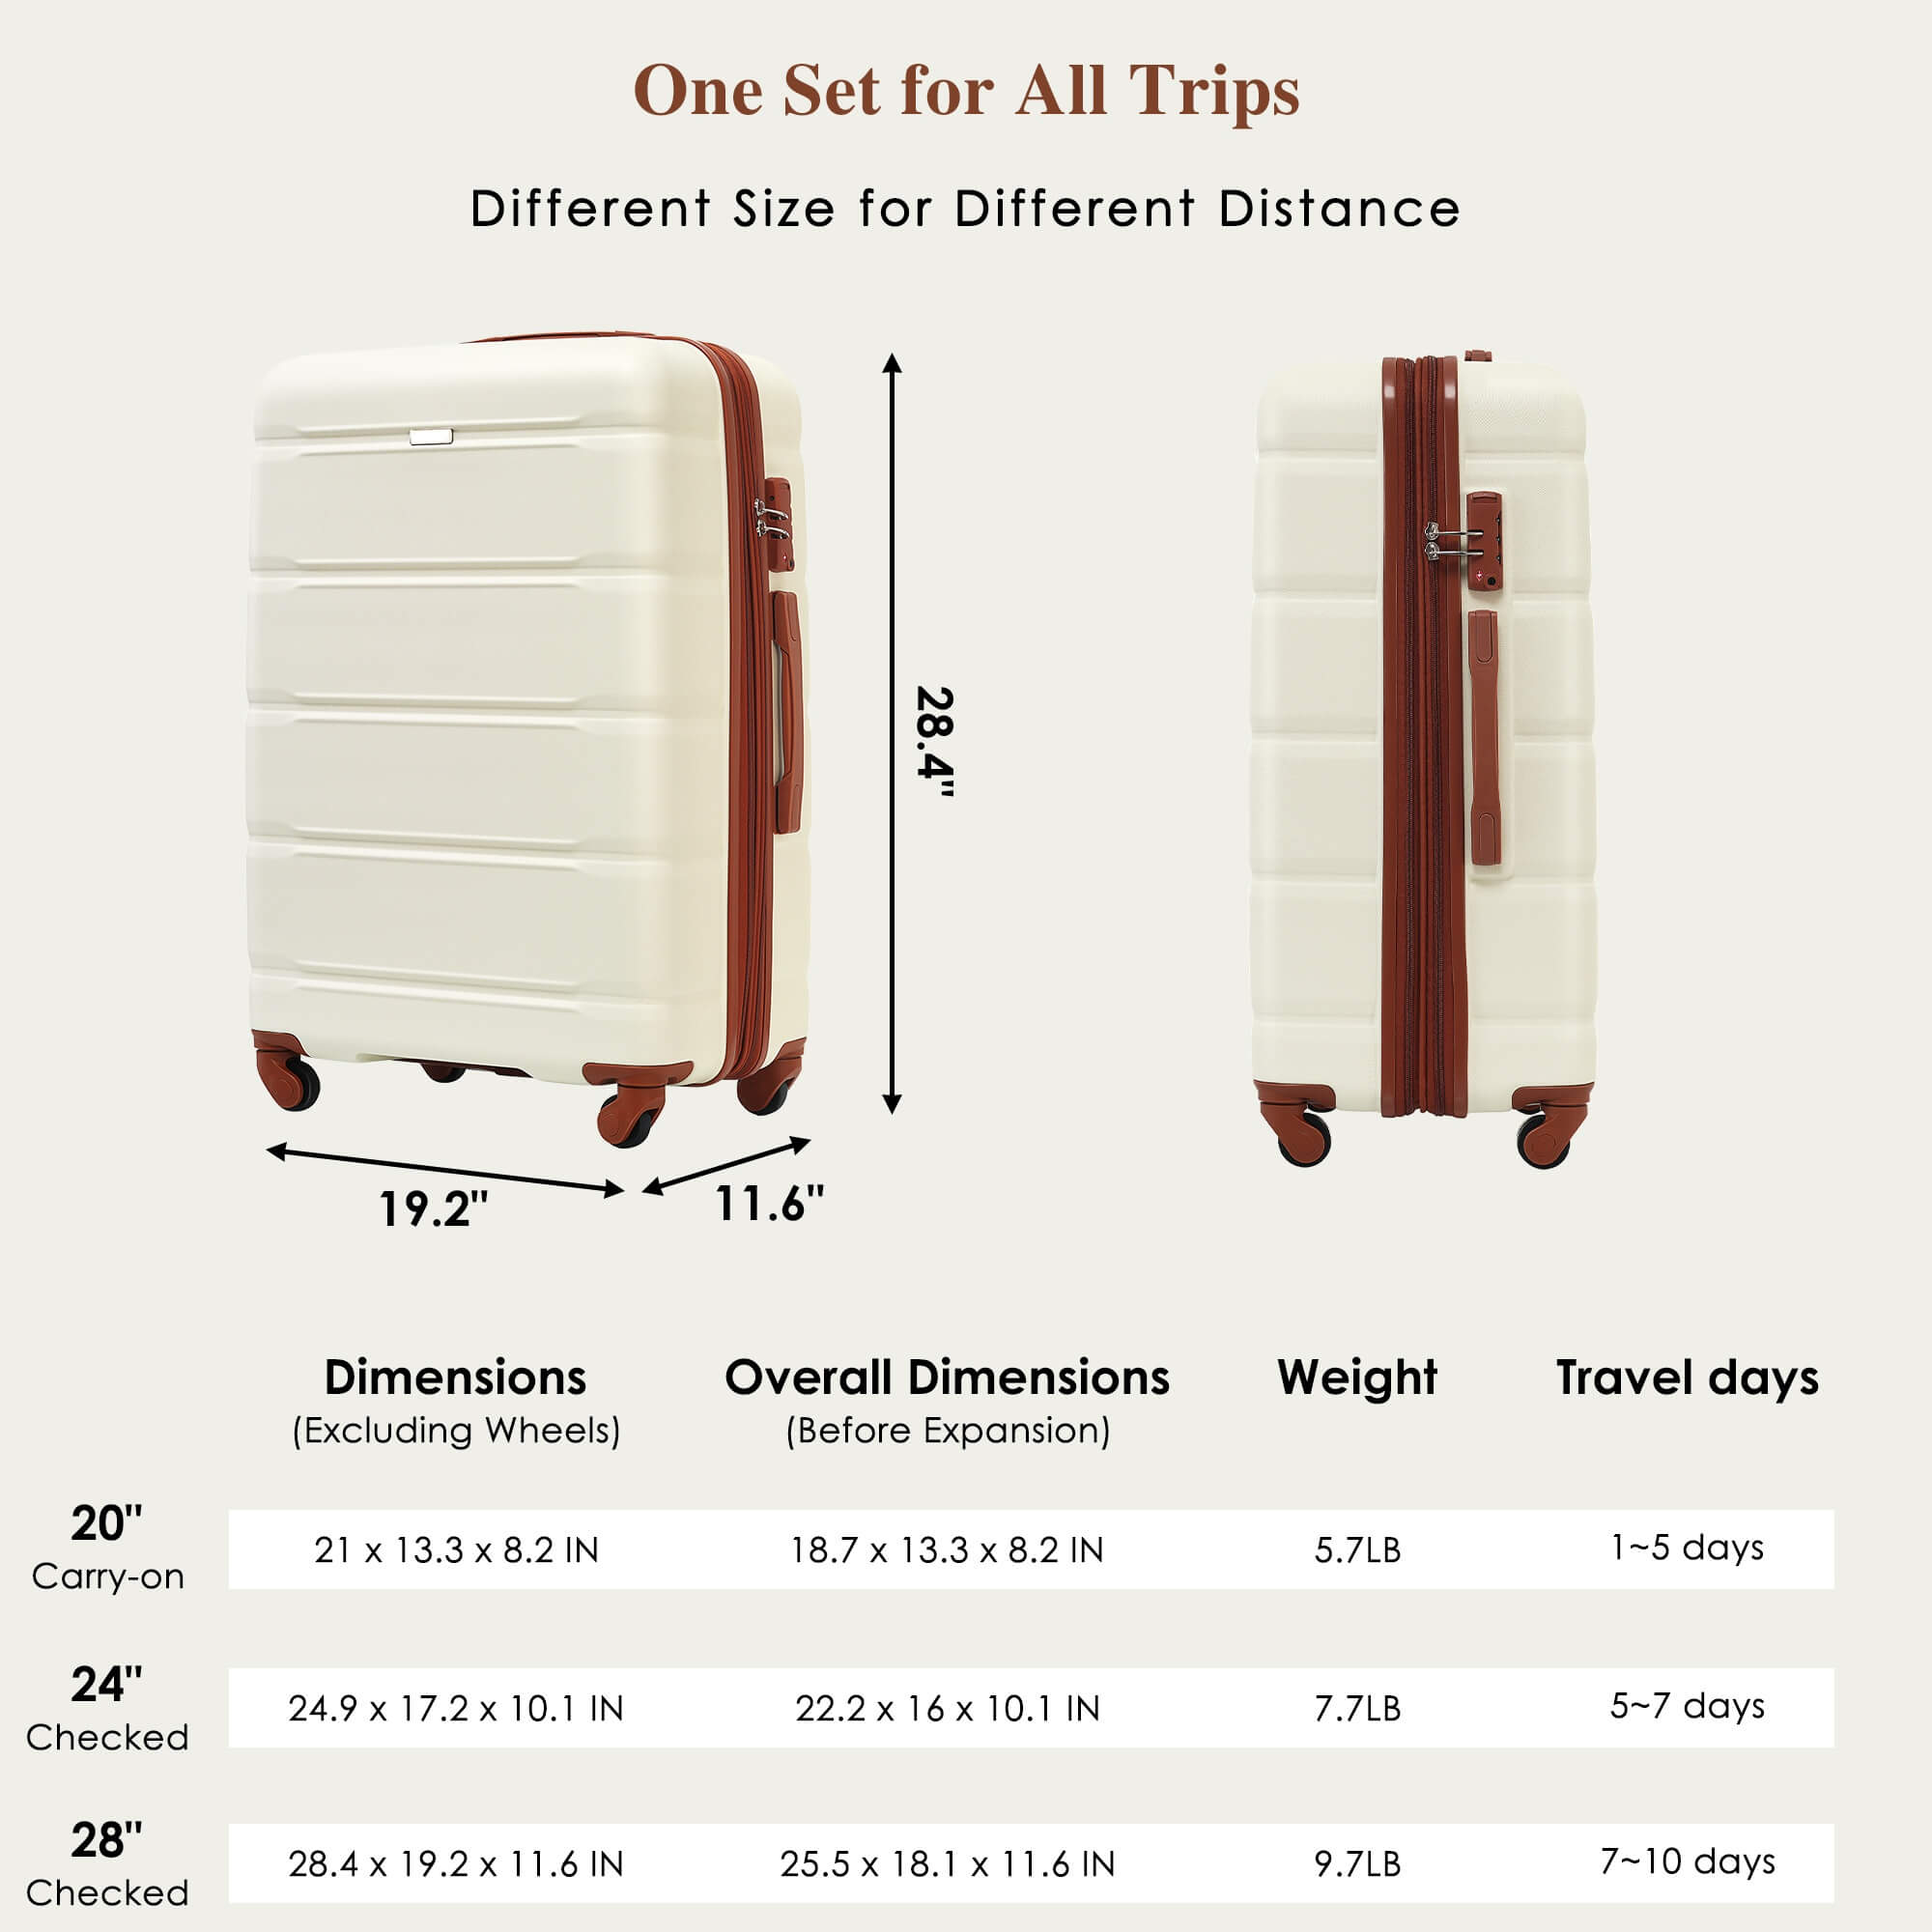 One Set for All Trips
Different Size for Different Distance
28.4"
19.2"
11.6"
Dimensions Overall Dimensions Weight Travel days
(Excluding Wheels) (Before Expansion)
20"
Carry-on
21 x 13.3 x 8.2 IN 18.7 x 13.3 x 8.2 IN 5.7LB 1~5 days
24"
Checked
24.9 x 17.2 x 10.1 IN 22.2 x 16 x 10.1 IN 7.7LB 5~7 days
28"
Checked
28.4 x 19.2 x 11.6 IN 25.5 x 18.1 x 11.6 IN 9.7LB 7~10 days